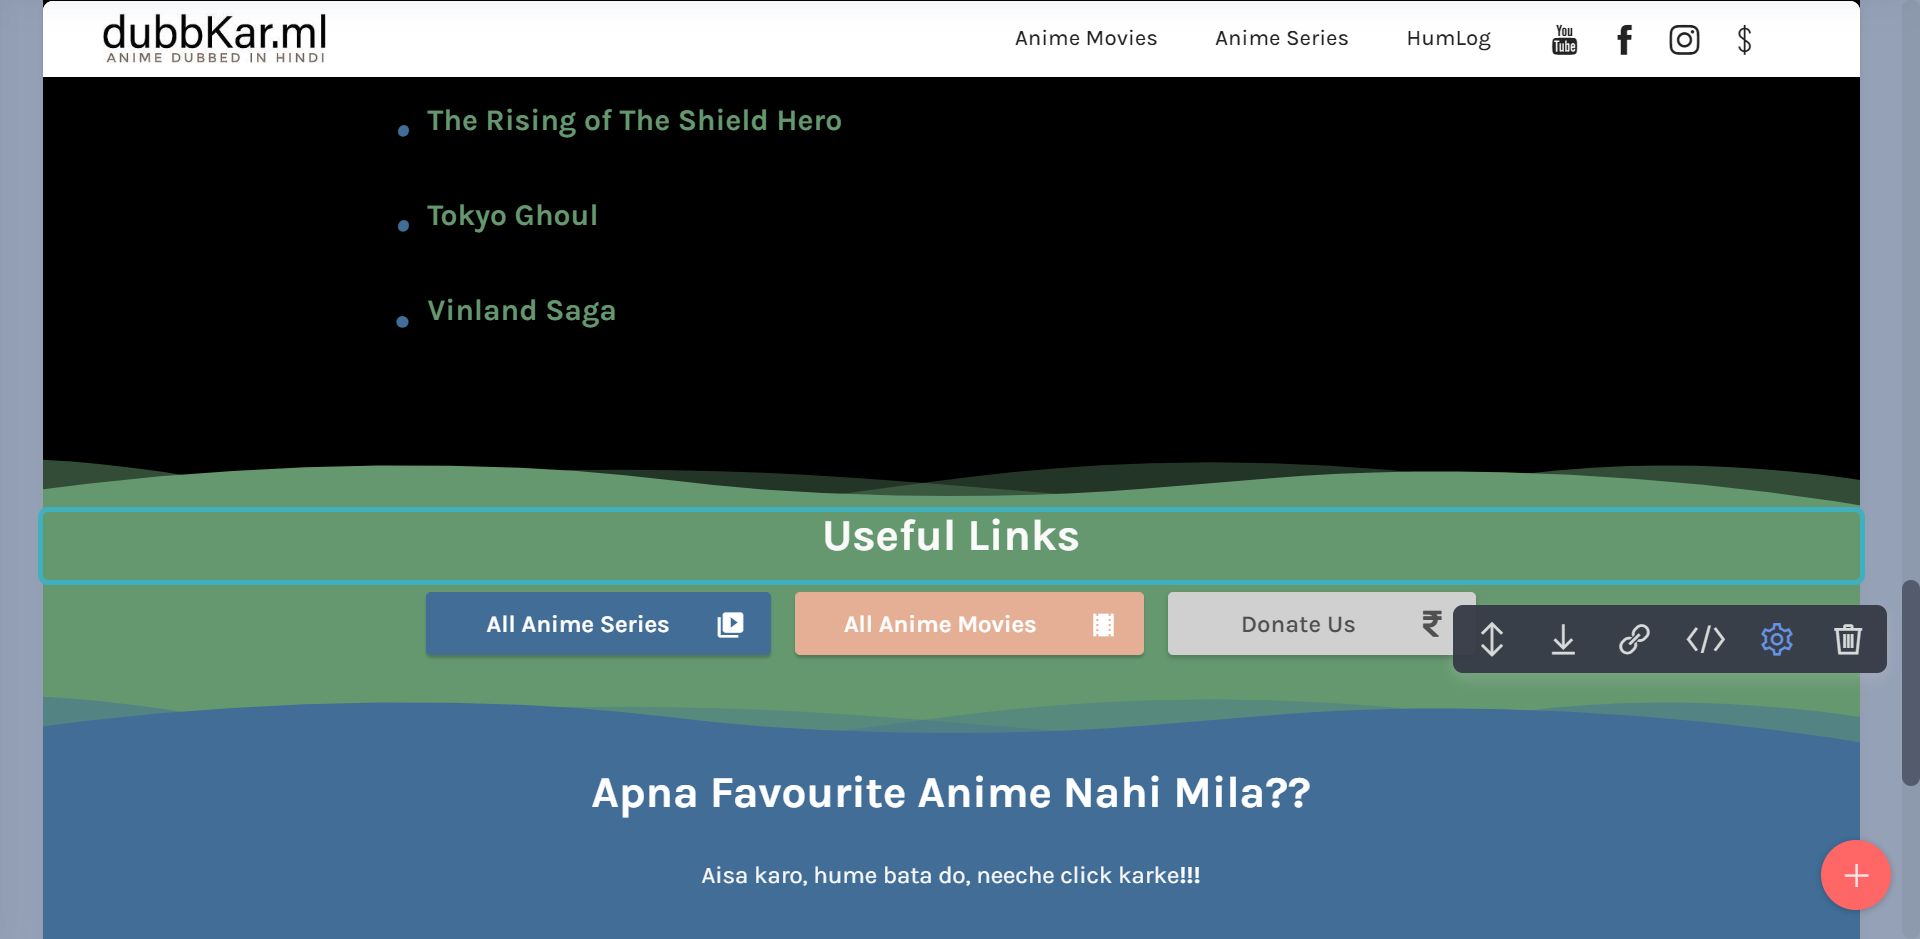 dubbKar.ml
ANIME DUBBED IN HINDI
Anime Movies Anime Series HumLog You Tube
The Rising of The Shield Hero
Tokyo Ghoul
Vinland Saga
Useful Links
All Anime Series All Anime Movies Donate Us ₹
Apna Favourite Anime Nahi Mila??
Aisa karo, hume bata do, neeche click karke!!!